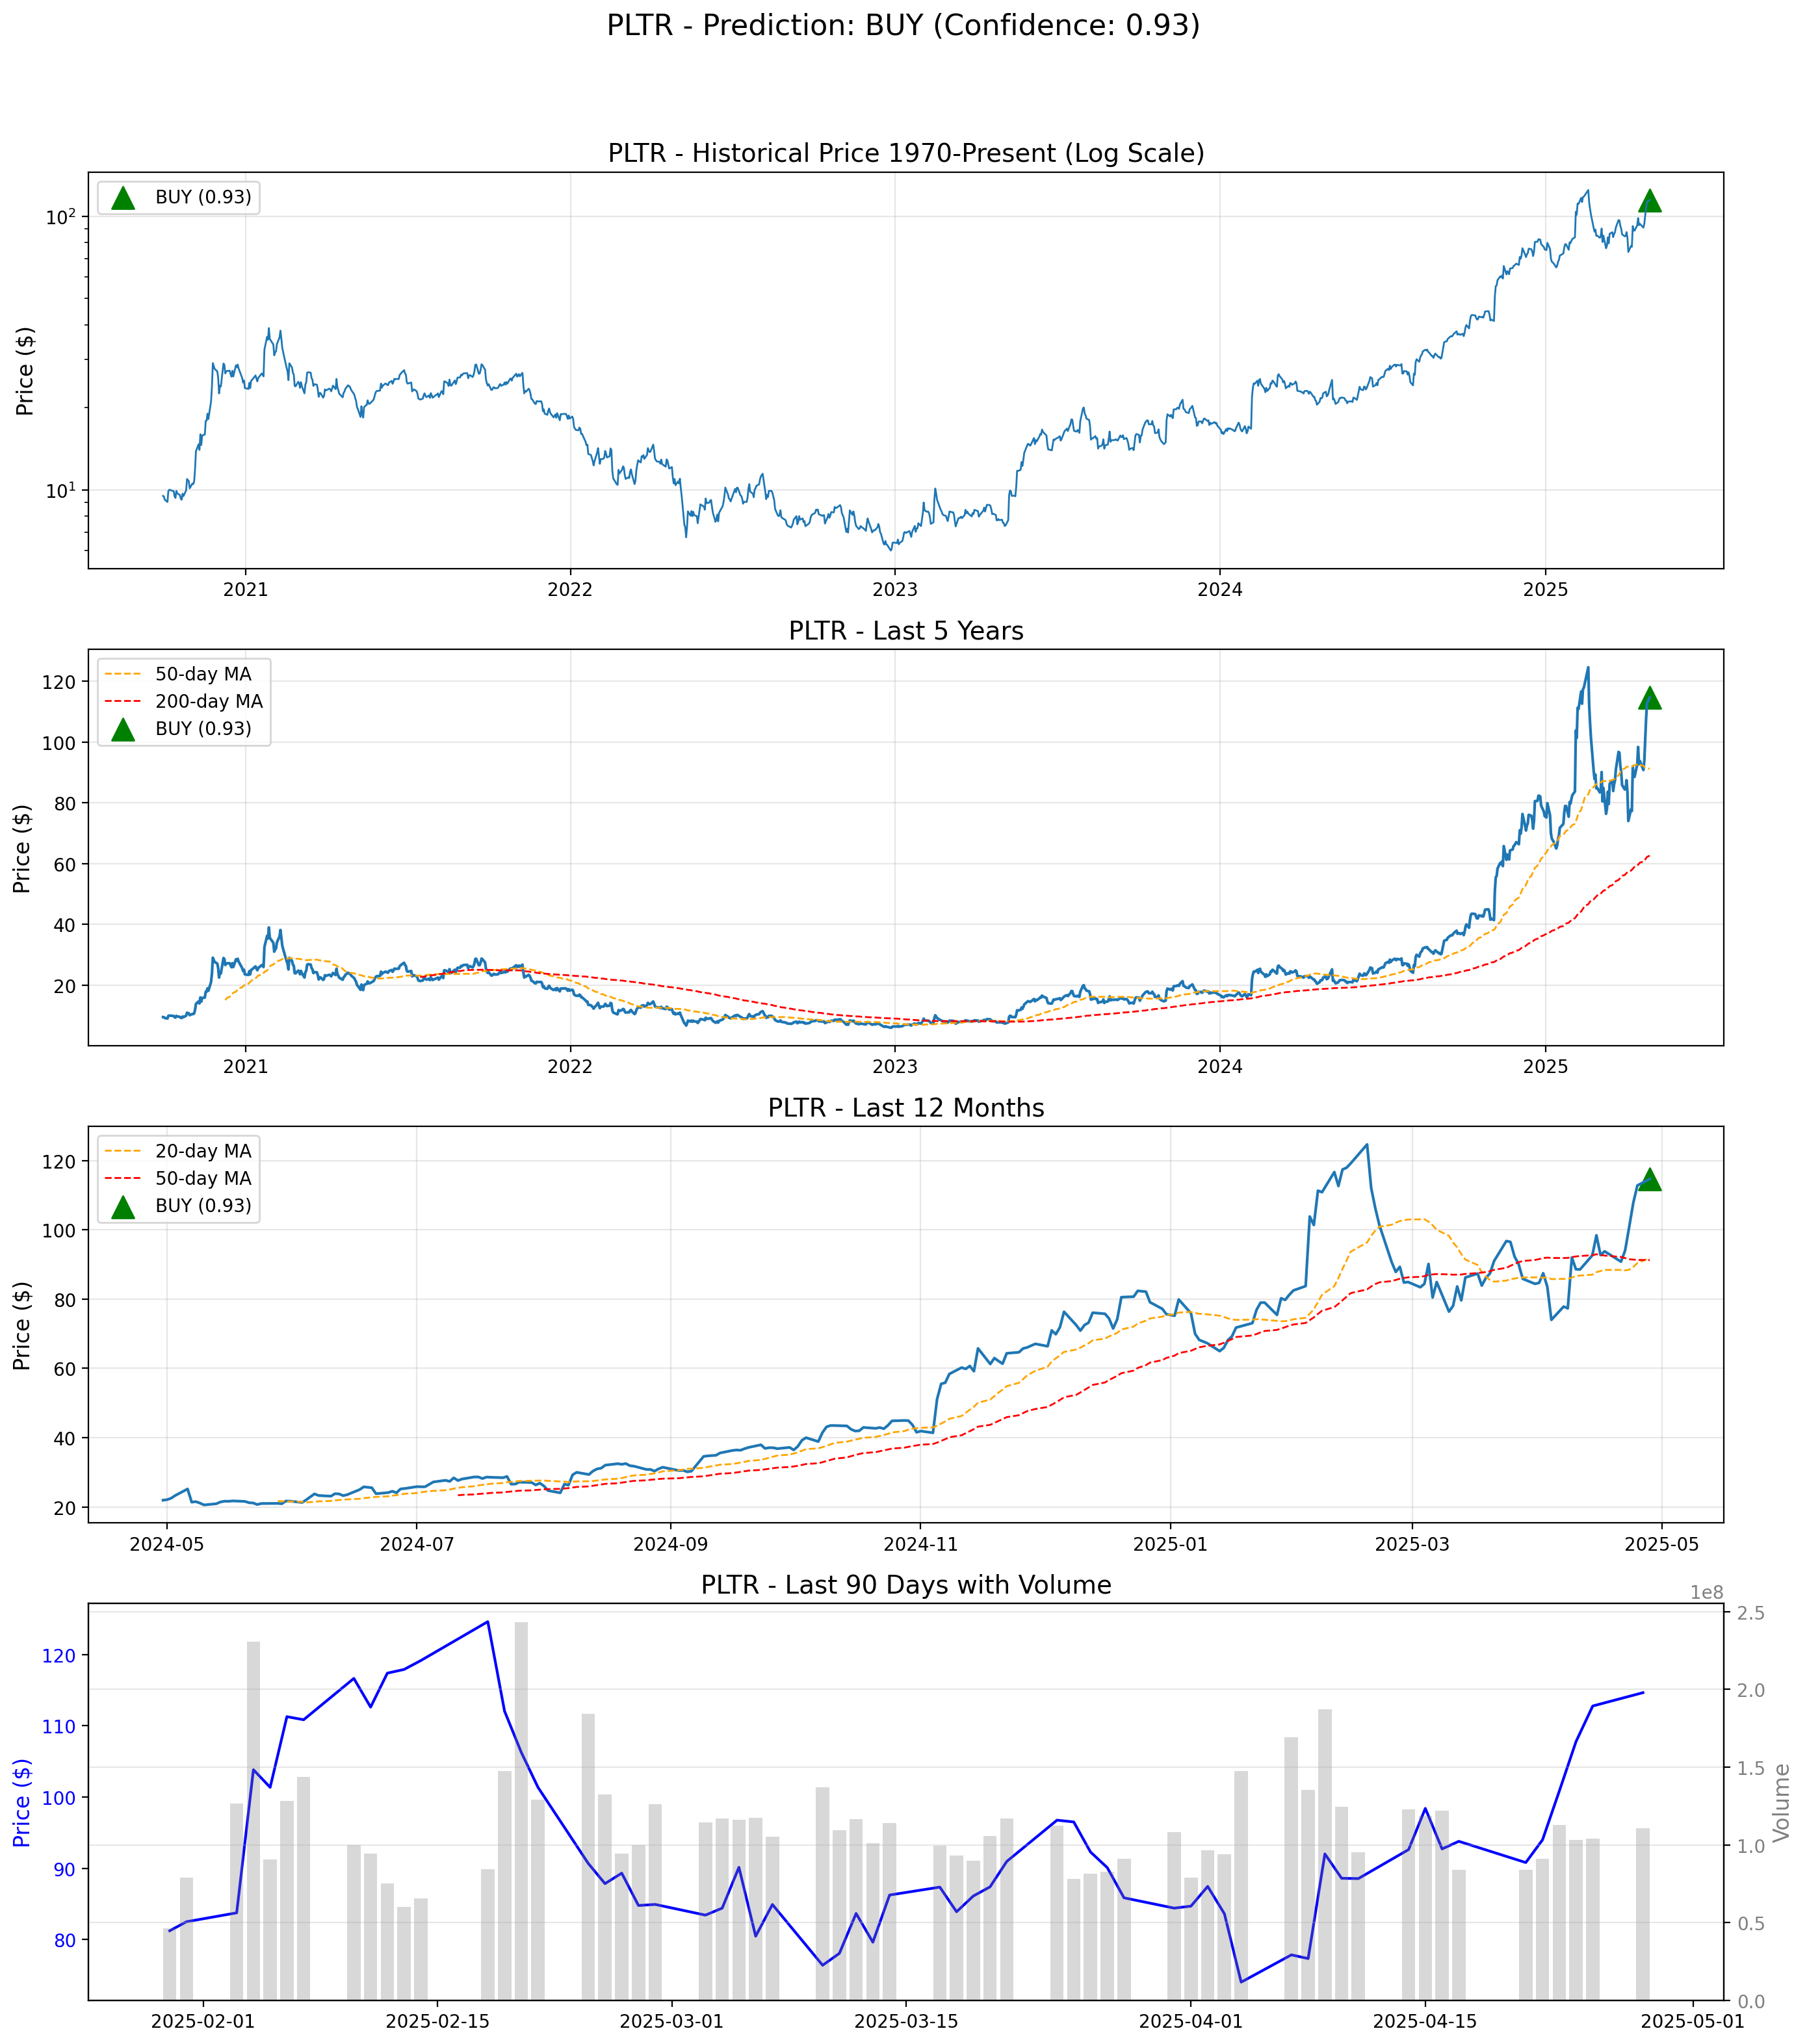 PLTR - Prediction: BUY (Confidence: 0.93)
PLTR - Historical Price 1970-Present (Log Scale)
BUY (0.93)
Price ($)
10²
10¹
2021 2022 2023 2024 2025
PLTR - Last 5 Years
50-day MA
200-day MA
BUY (0.93)
Price ($)
120
100
80
60
40
20
2021 2022 2023 2024 2025
PLTR - Last 12 Months
20-day MA
50-day MA
BUY (0.93)
Price ($)
120
100
80
60
40
20
2024-05 2024-07 2024-09 2024-11 2025-01 2025-03 2025-05
PLTR - Last 90 Days with Volume
1e8
Price ($)
120
110
100
90
80
2.5
2.0
1.5
1.0
0.5
0.0
Volume
2025-02-01 2025-02-15 2025-03-01 2025-03-15 2025-04-01 2025-04-15 2025-05-01